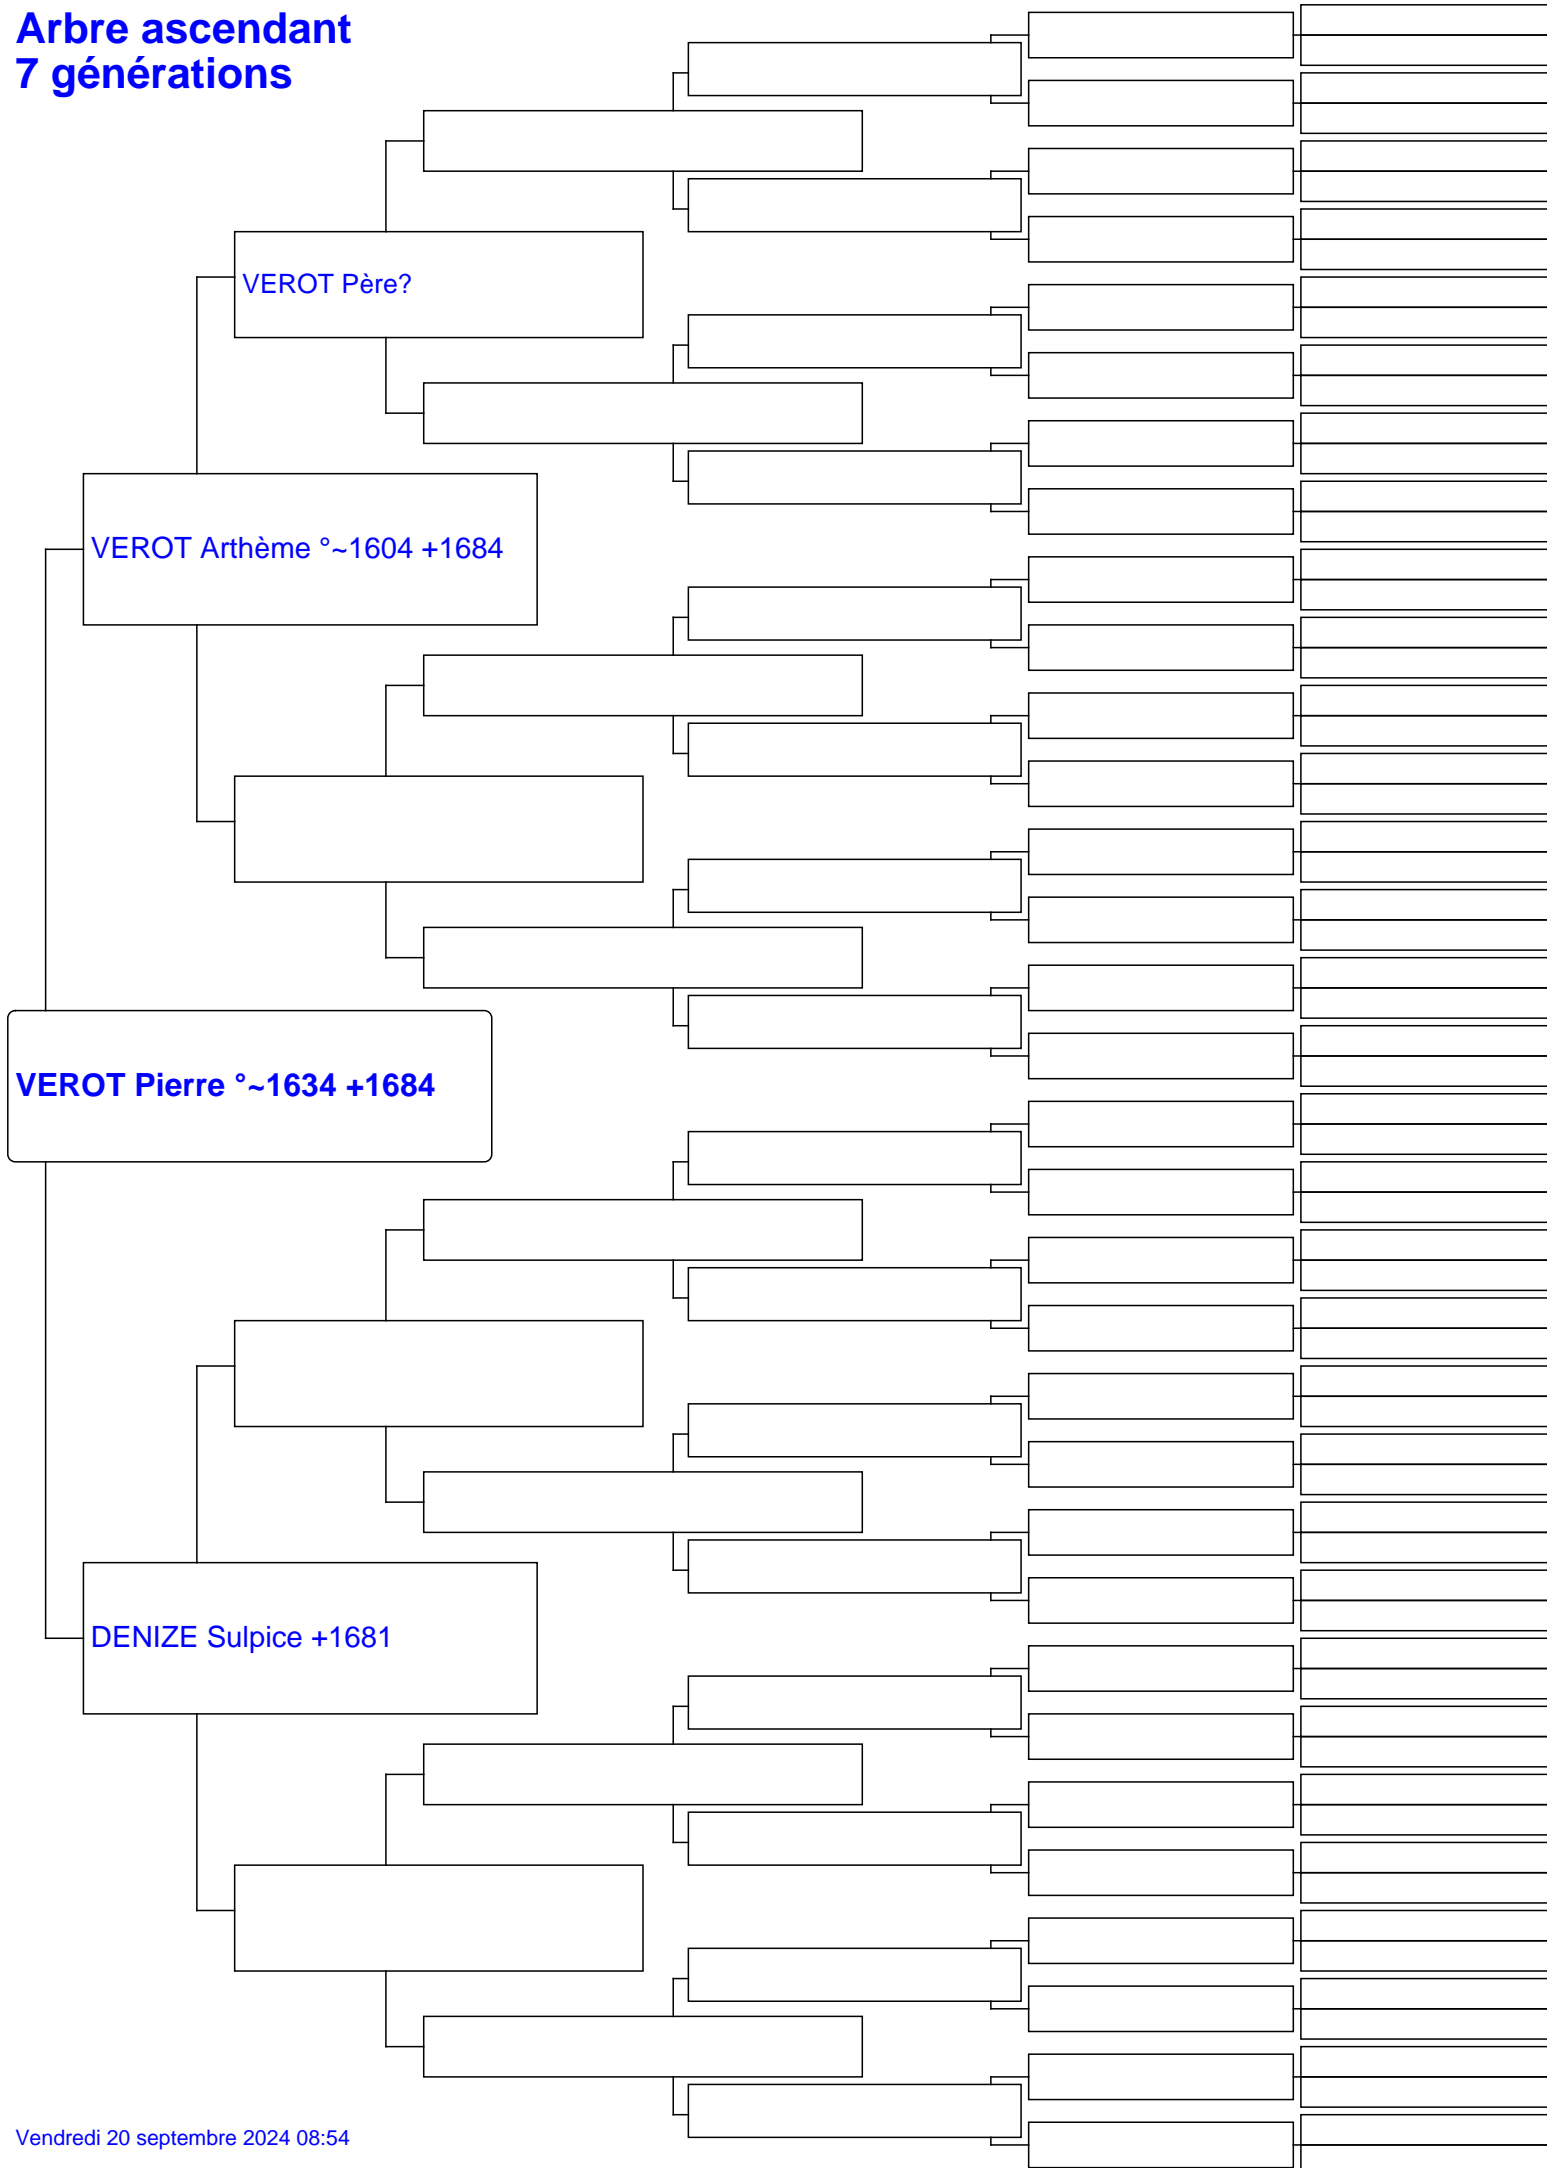 Arbre ascendant
7 générations
VEROT Père?
VEROT Arthème °~1604 +1684
VEROT Pierre °~1634 +1684
DENIZE Sulpice +1681
Vendredi 20 septembre 2024 08:54